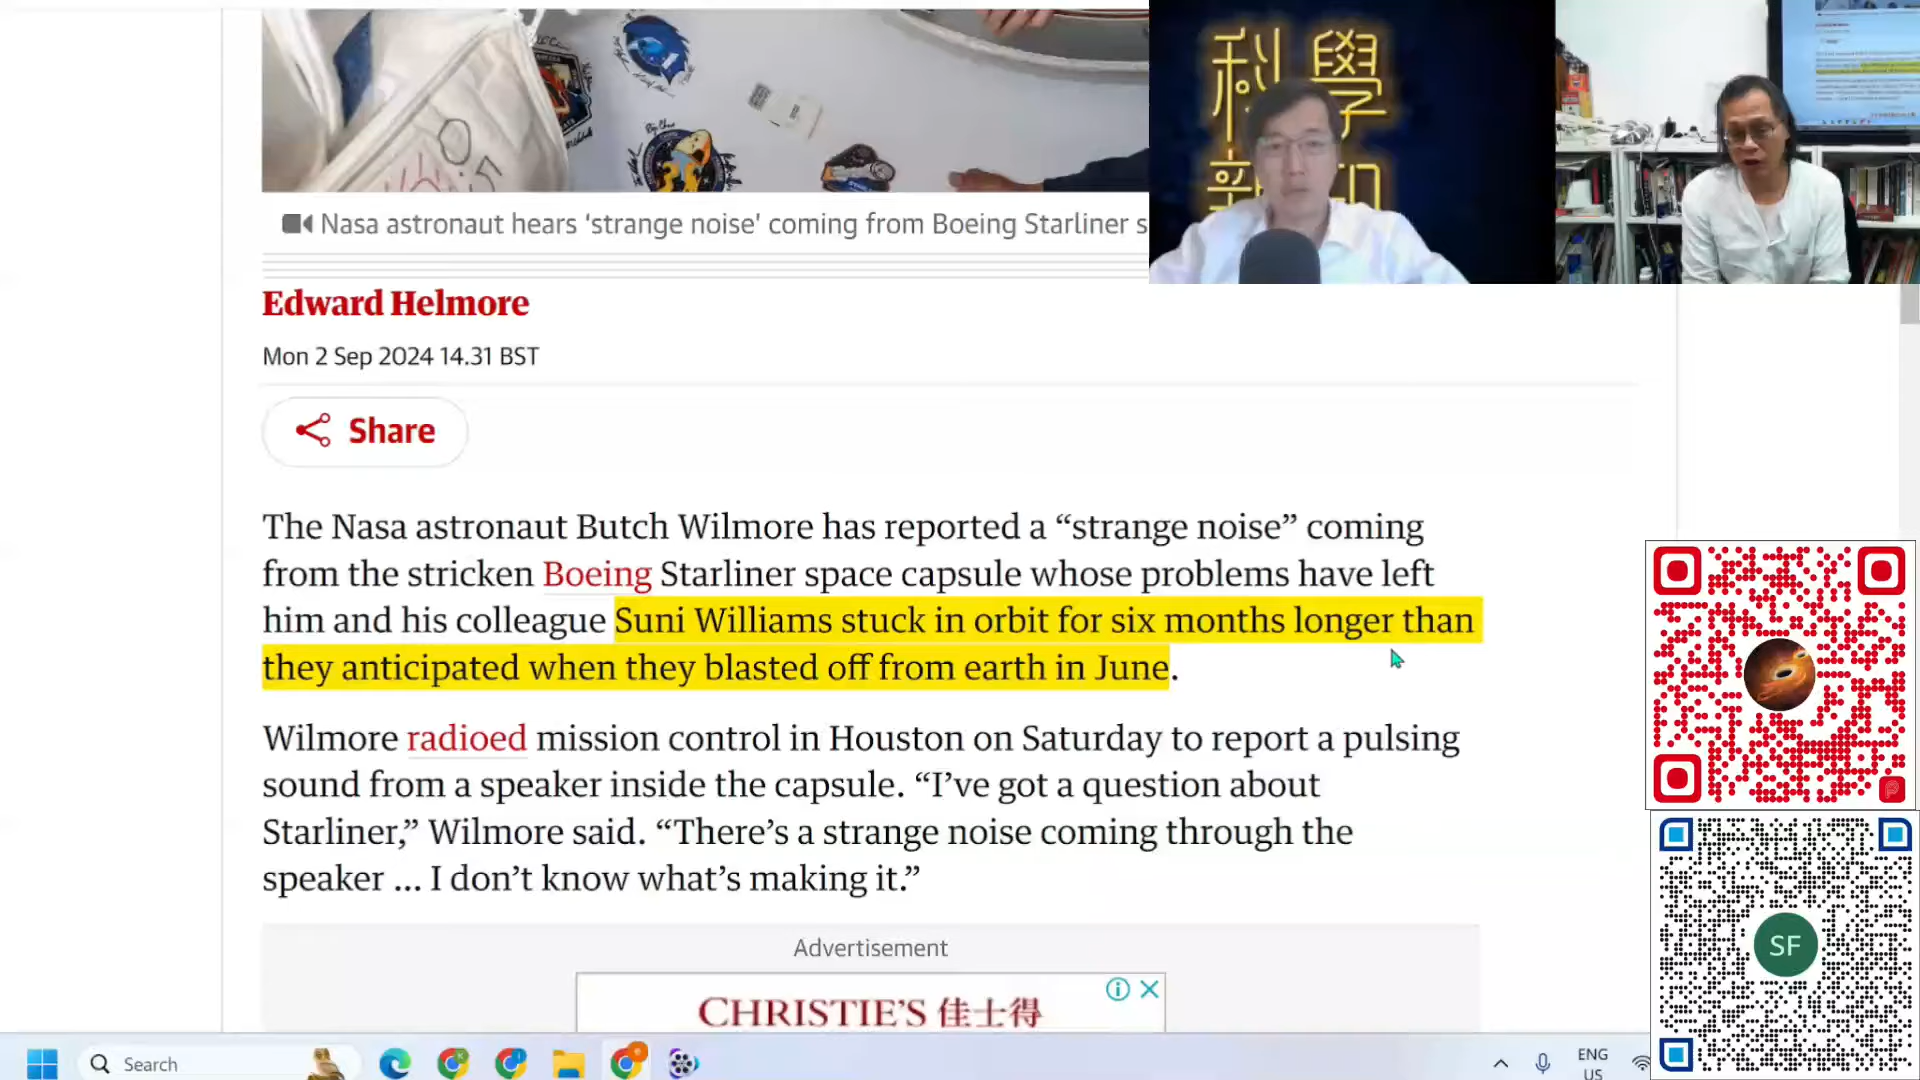 科學
新知
Nasa astronaut hears ‘strange noise’ coming from Boeing Starliner s
Edward Helmore
Mon 2 Sep 2024 14.31 BST
Share
The Nasa astronaut Butch Wilmore has reported a “strange noise” coming
from the stricken Boeing Starliner space capsule whose problems have left
him and his colleague Suni Williams stuck in orbit for six months longer than
they anticipated when they blasted off from earth in June.
Wilmore radioed mission control in Houston on Saturday to report a pulsing
sound from a speaker inside the capsule. “I’ve got a question about
Starliner,” Wilmore said. “There’s a strange noise coming through the
speaker ... I don’t know what’s making it.”
Advertisement
CHRISTIE'S 佳士得
SF
Search
ENG
US